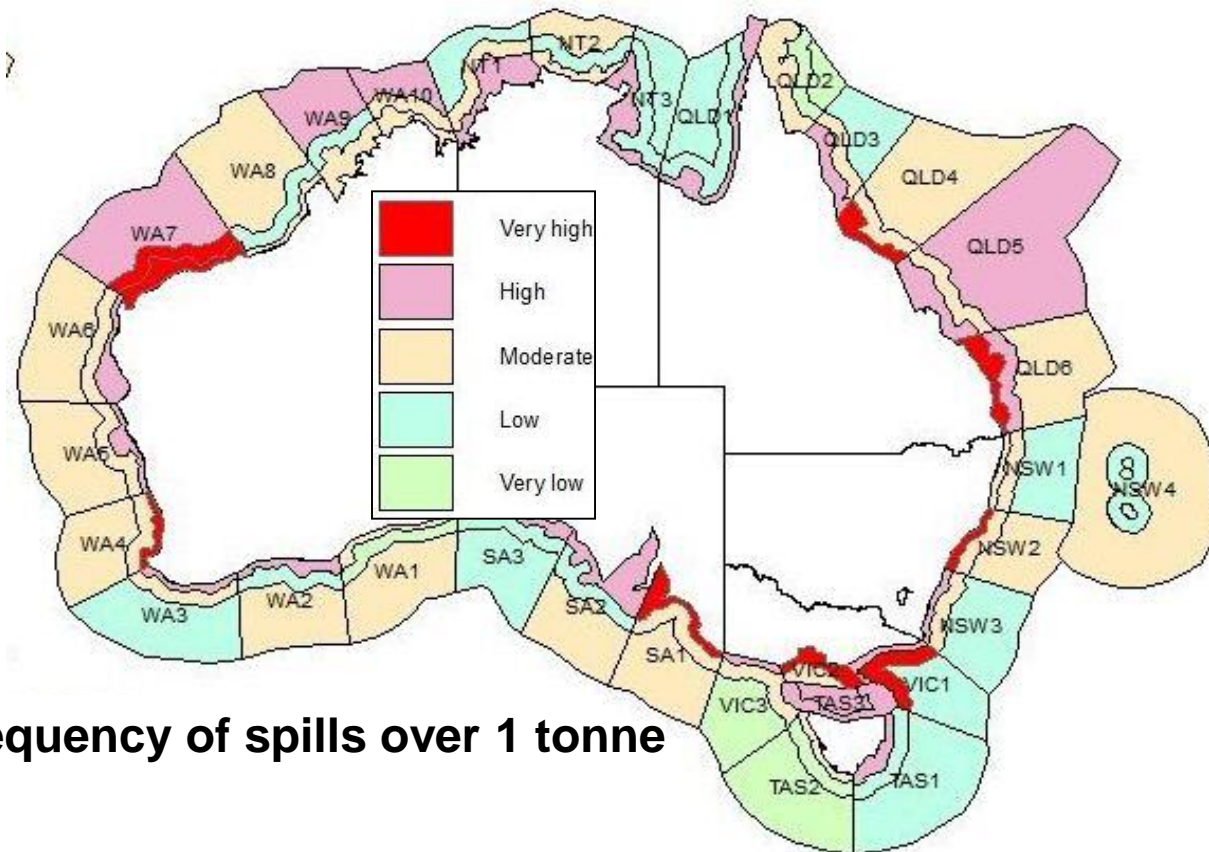 NT2
NT1
WA10
WA9
NT3
QLD1
QLD2
QLD3
WA8
QLD4
WA7
QLD5
WA6
QLD6
WA5
NSW1
NSW4
WA4
NSW2
WA3
WA2
WA1
SA3
SA2
SA1
NSW3
VIC2
VIC1
VIC3
TAS3
TAS2
TAS1
Very high
High
Moderate
Low
Very low
equency of spills over 1 tonne